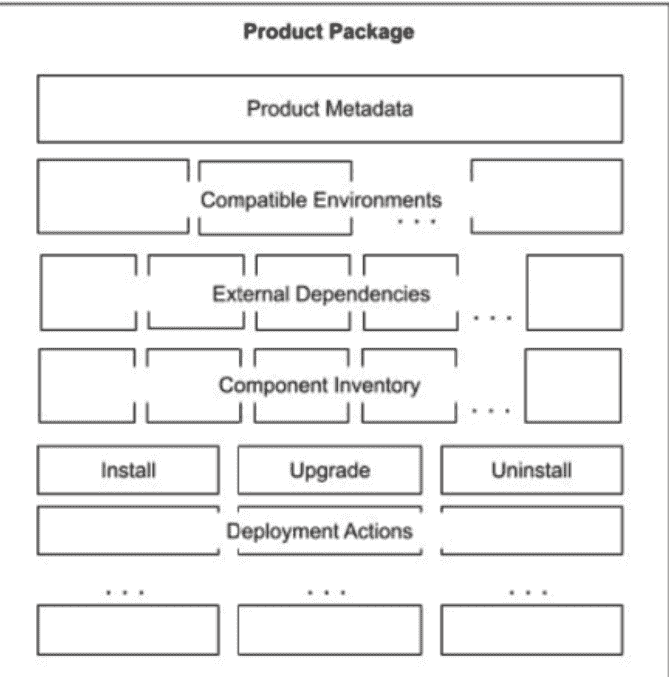 Product Package
Product Metadata
Compatible Environments
. . .
External Dependencies
. . .
Component Inventory
. . .
Install
Upgrade
Uninstall
Deployment Actions
. . .
. . .
. . .